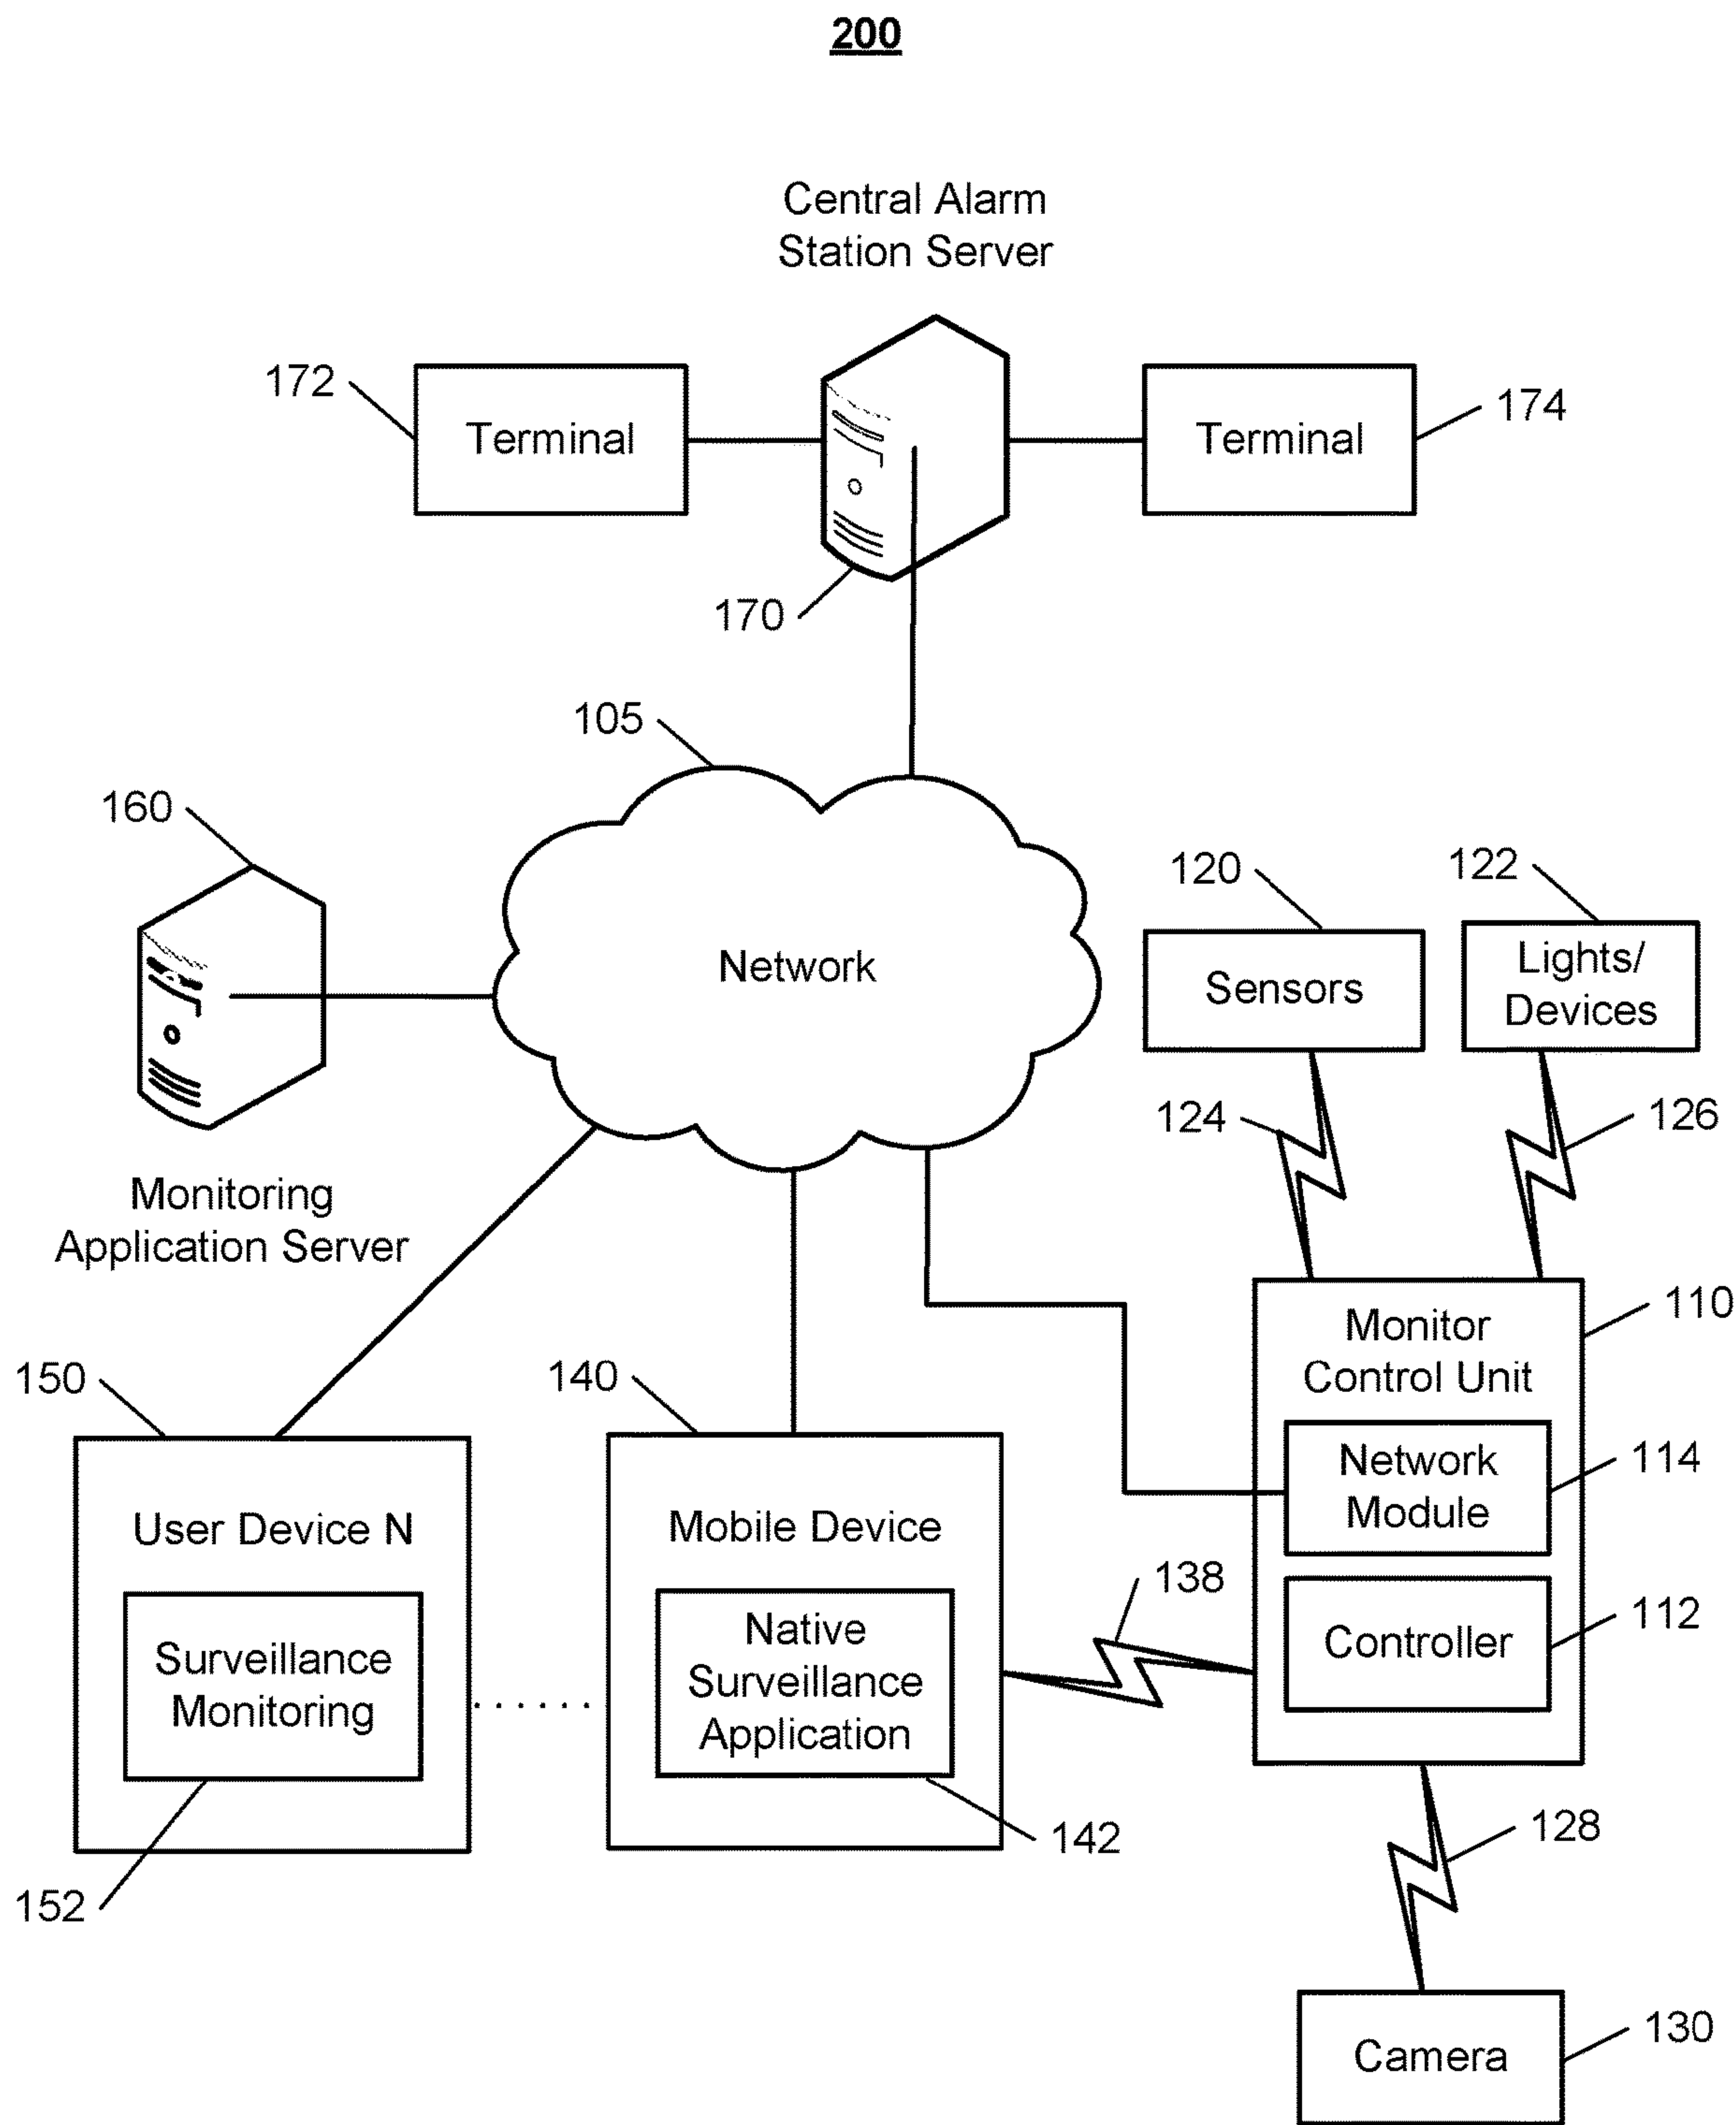 200
Central Alarm
Station Server
172
Terminal
Terminal
174
170
105
160
Network
120
122
Sensors
Lights/
Devices
124
126
Monitoring
Application Server
110
Monitor
Control Unit
150
140
Network
Module
114
User Device N
Mobile Device
138
112
Controller
Surveillance
Monitoring
Native
Surveillance
Application
. . . . . .
142
128
152
130
Camera